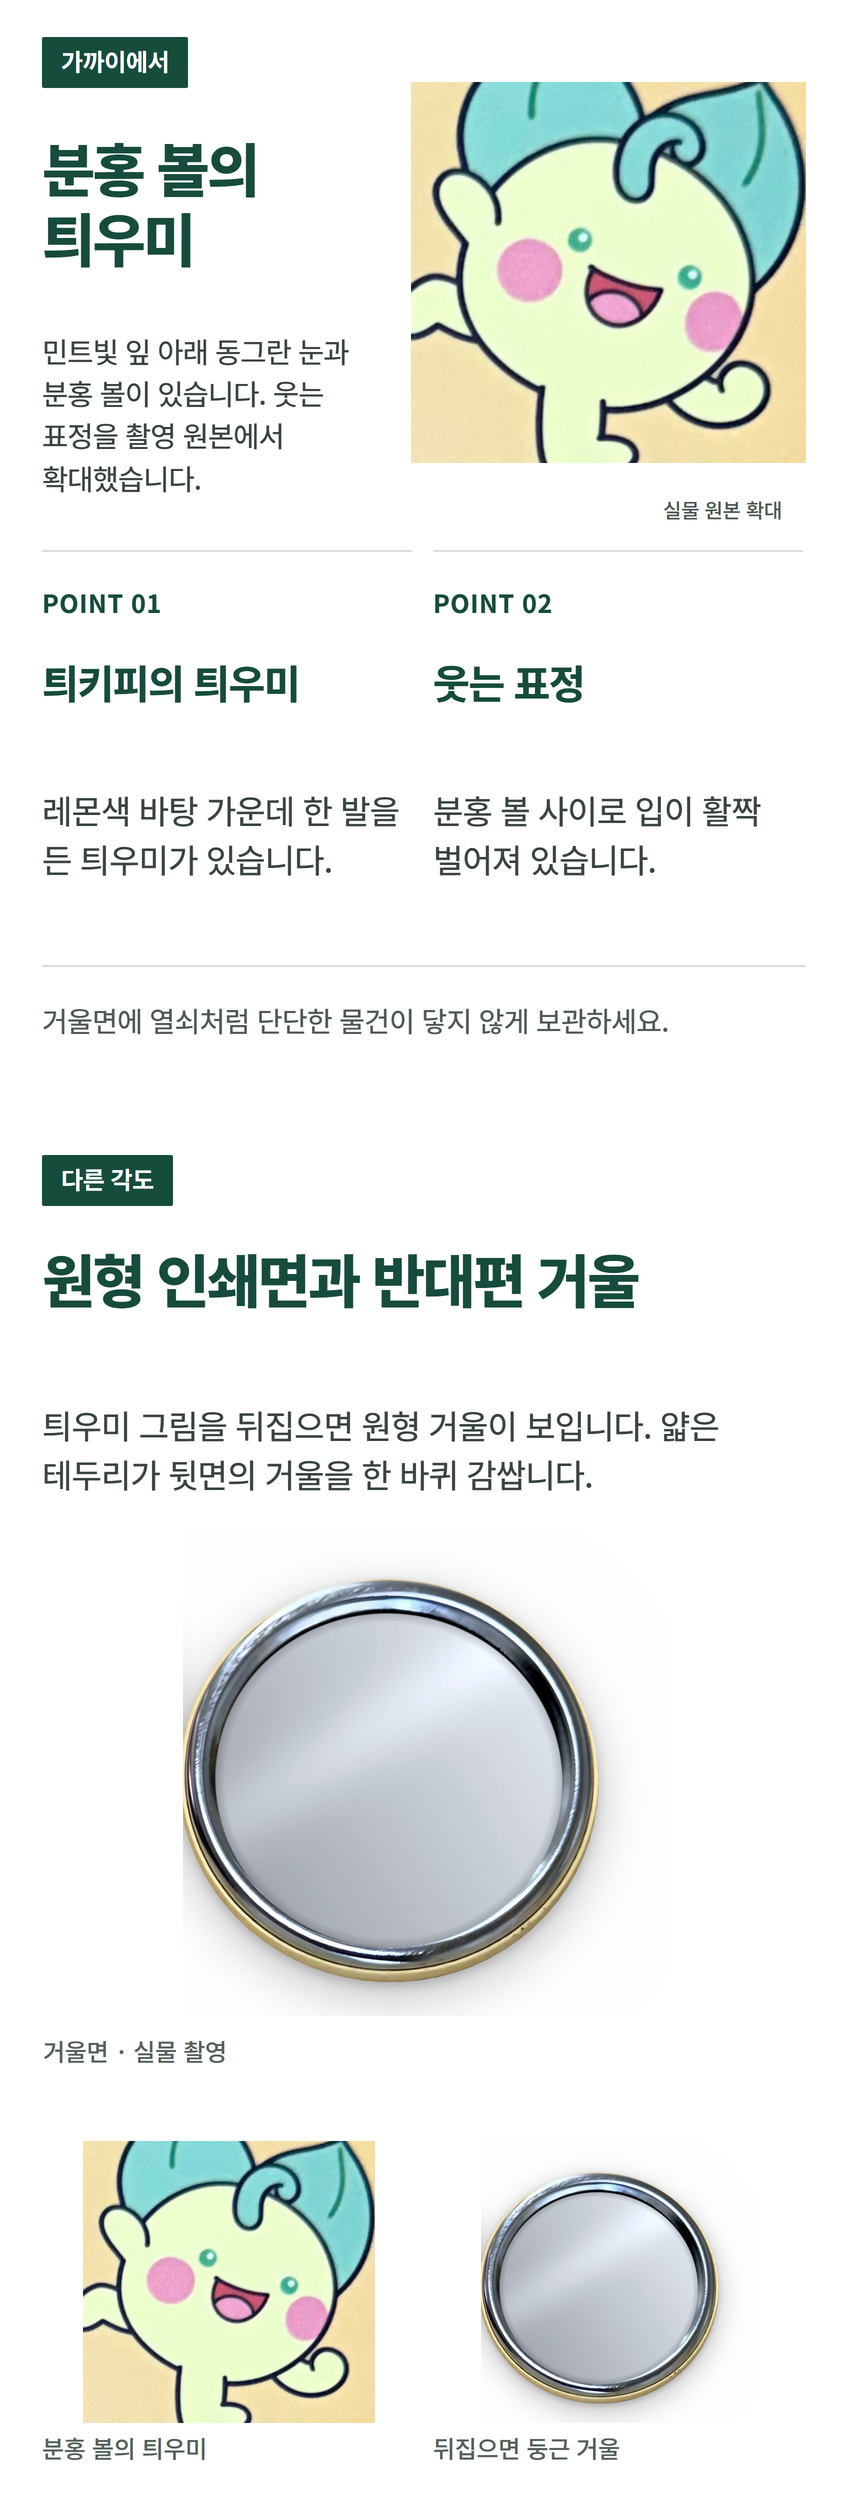 가까이에서
분홍 볼의
틔우미
민트빛 잎 아래 동그란 눈과
분홍 볼이 있습니다. 웃는
표정을 촬영 원본에서
확대했습니다.
실물 원본 확대
POINT 01
틔키피의 틔우미
레몬색 바탕 가운데 한 발을
든 틔우미가 있습니다.
POINT 02
웃는 표정
분홍 볼 사이로 입이 활짝
벌어져 있습니다.
거울면에 열쇠처럼 단단한 물건이 닿지 않게 보관하세요.
다른 각도
원형 인쇄면과 반대편 거울
틔우미 그림을 뒤집으면 원형 거울이 보입니다. 얇은
테두리가 뒷면의 거울을 한 바퀴 감쌉니다.
거울면 · 실물 촬영
분홍 볼의 틔우미
뒤집으면 둥근 거울